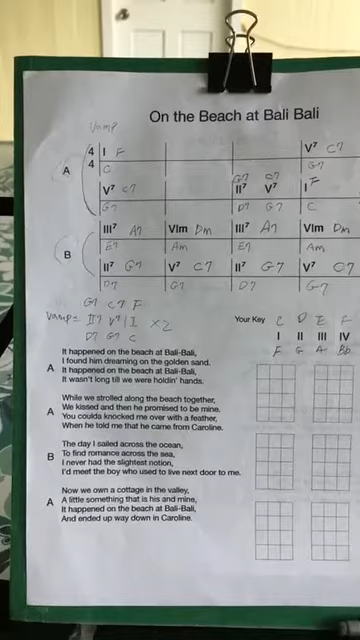 On the Beach at Bali Bali
Vamp
4 I F V7 C7
4 C G7
A
G7 C7
V7 C7 II7 V7 I F
G7 D7 G7 C
III7 A7 VIm Dm III7 A7 VIm Dm
E7 Am E7 Am
B
II7 G7 V7 C7 II7 G7 V7 C7
D7 G7 D7 G7
G7 C7 F
Vamp = II7 V7 | I x2
D7 G7 C
Your Key C D E F
I II III IV
F G A Bb
It happened on the beach at Bali-Bali,
I found him dreaming on the golden sand.
A It happened on the beach at Bali-Bali,
It wasn't long till we were holdin' hands.
While we strolled along the beach together,
A We kissed and then he promised to be mine.
You coulda knocked me over with a feather,
When he told me that he came from Caroline.
The day I sailed across the ocean,
B To find romance across the sea,
I never had the slightest notion,
I'd meet the boy who used to live next door to me.
Now we own a cottage in the valley,
A A little something that is his and mine,
It happened on the beach at Bali-Bali,
And ended up way down in Caroline.